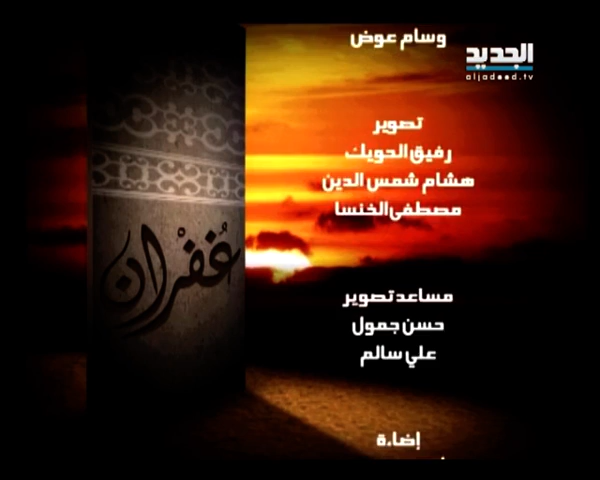 وسام عوض
الجديد
aljadeed.tv
تصوير
رفيق الحويك
هشام شمس الدين
مصطفى الخنسا
غُفْران
مساعد تصوير
حسن جمول
علي سالم
إضاءة